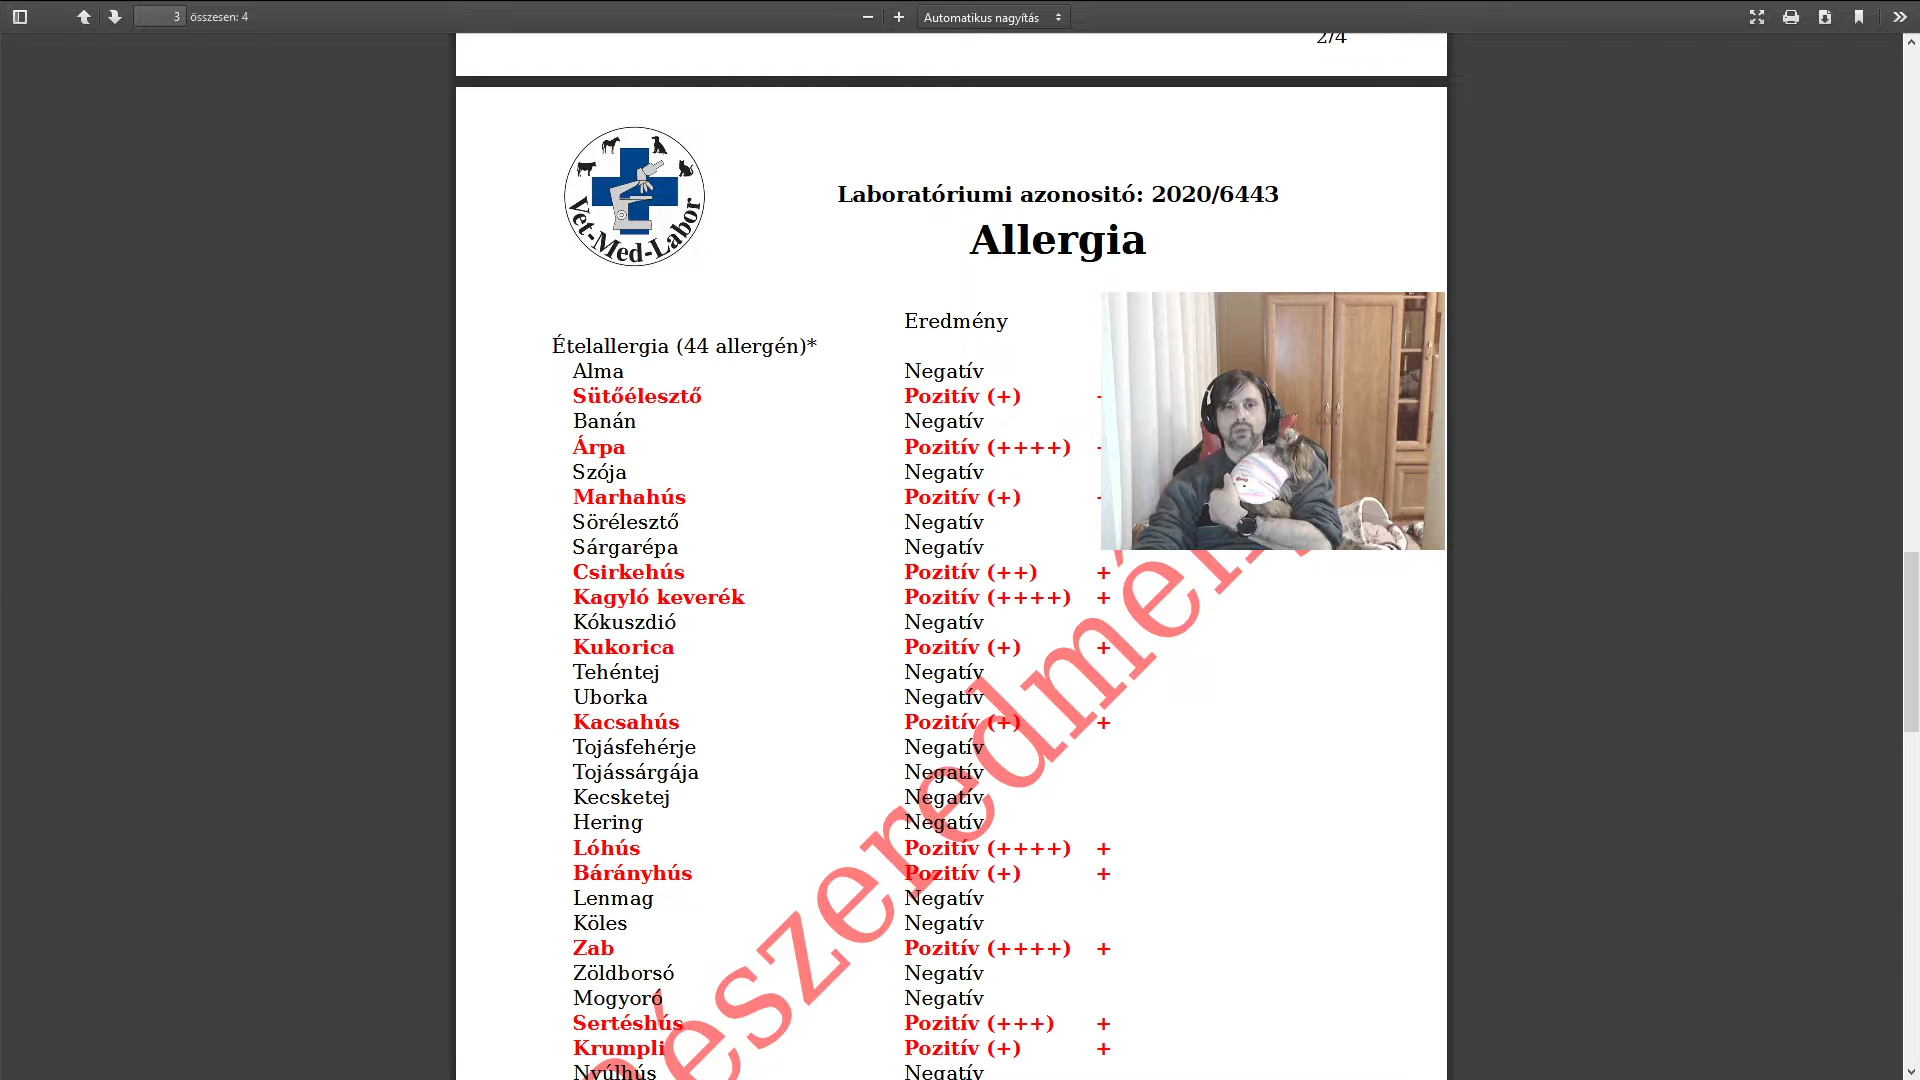 3 összesen: 4
Automatikus nagyítás
2/4
Vet-Med-Labor
Laboratóriumi azonositó: 2020/6443
Allergia
Eredmény
Ételallergia (44 allergén)*
Alma Negatív
Sütőélesztő Pozitív (+) -
Banán Negatív
Árpa Pozitív (++++) -
Szója Negatív
Marhahús Pozitív (+) -
Sörélesztő Negatív
Sárgarépa Negatív
Csirkehús Pozitív (++) +
Kagyló keverék Pozitív (++++) +
Kókuszdió Negatív
Kukorica Pozitív (+) +
Tehéntej Negatív
Uborka Negatív
Kacsahús Pozitív (+) +
Tojásfehérje Negatív
Tojássárgája Negatív
Kecsketej Negatív
Hering Negatív
Lóhús Pozitív (++++) +
Bárányhús Pozitív (+) +
Lenmag Negatív
Köles Negatív
Zab Pozitív (++++) +
Zöldborsó Negatív
Mogyoró Negatív
Sertéshús Pozitív (+++) +
Krumpli Pozitív (+) +
Nyúlhús Negatív
észeredmén